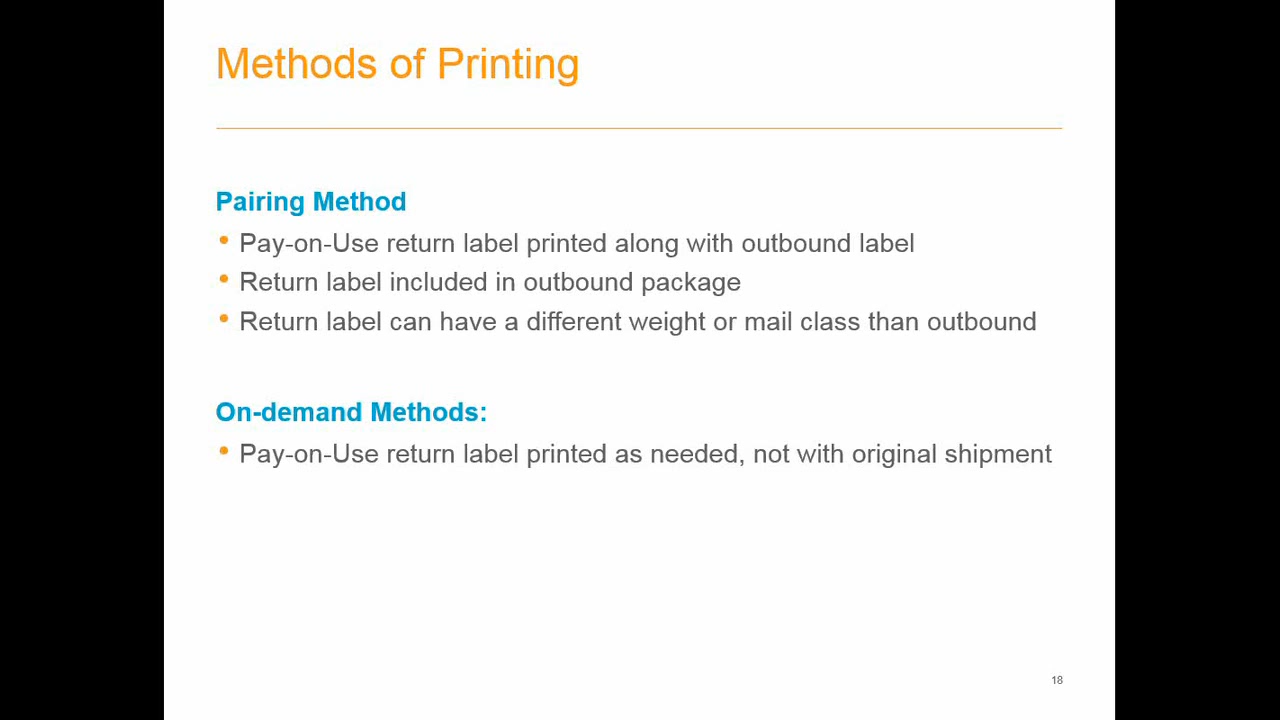 Methods of Printing
Pairing Method
• Pay-on-Use return label printed along with outbound label
• Return label included in outbound package
• Return label can have a different weight or mail class than outbound
On-demand Methods:
• Pay-on-Use return label printed as needed, not with original shipment
18